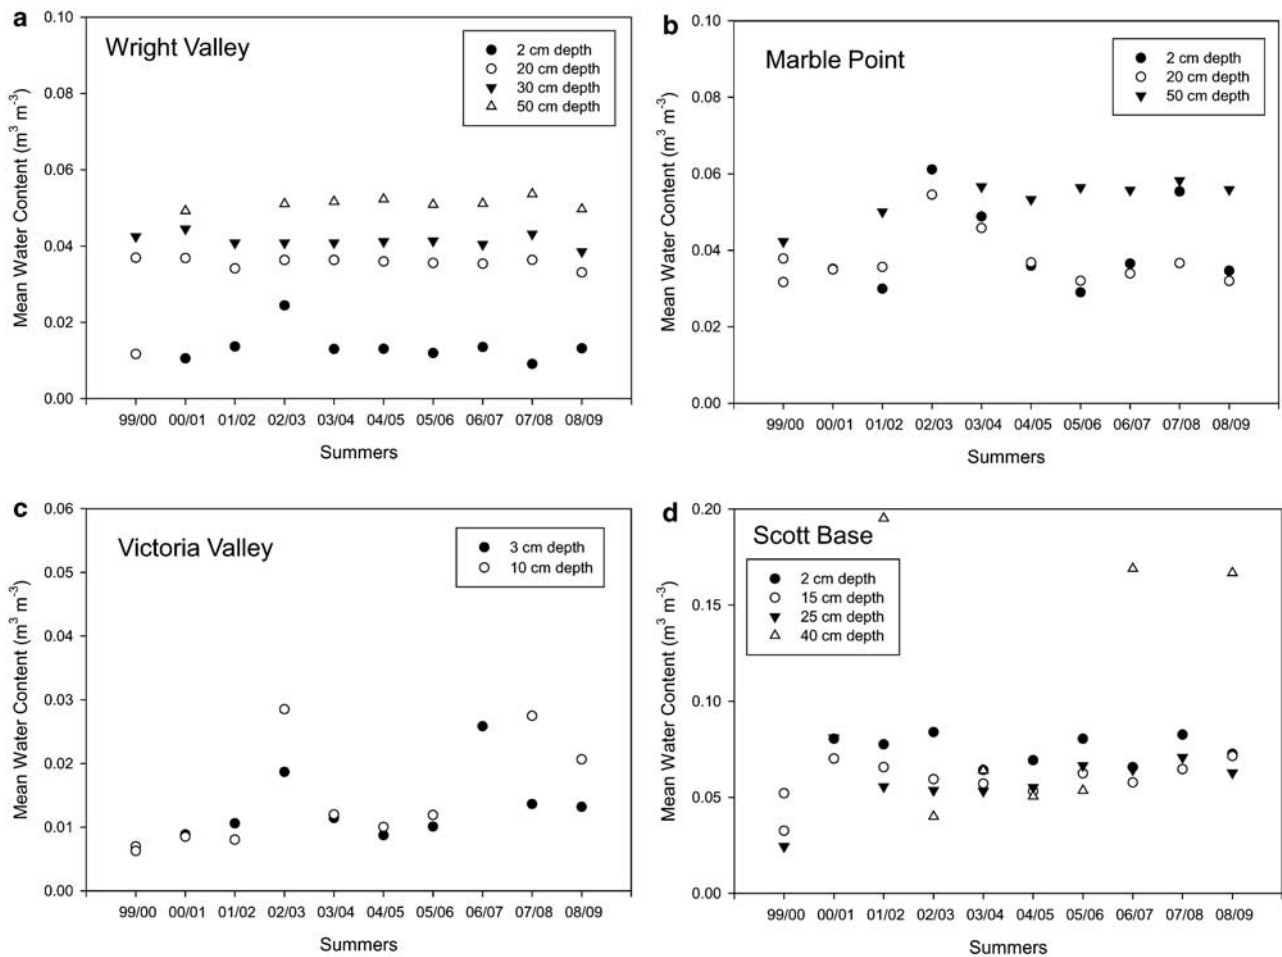 a
Wright Valley
2 cm depth
20 cm depth
30 cm depth
50 cm depth
Mean Water Content (m³ m⁻³)
0.10
0.08
0.06
0.04
0.02
0.00
99/00 00/01 01/02 02/03 03/04 04/05 05/06 06/07 07/08 08/09
Summers
b
Marble Point
2 cm depth
20 cm depth
50 cm depth
Mean Water Content (m³ m⁻³)
0.10
0.08
0.06
0.04
0.02
0.00
99/00 00/01 01/02 02/03 03/04 04/05 05/06 06/07 07/08 08/09
Summers
c
Victoria Valley
3 cm depth
10 cm depth
Mean Water Content (m³ m⁻³)
0.06
0.05
0.04
0.03
0.02
0.01
0.00
99/00 00/01 01/02 02/03 03/04 04/05 05/06 06/07 07/08 08/09
Summers
d
Scott Base
2 cm depth
15 cm depth
25 cm depth
40 cm depth
Mean Water Content (m³ m⁻³)
0.20
0.15
0.10
0.05
0.00
99/00 00/01 01/02 02/03 03/04 04/05 05/06 06/07 07/08 08/09
Summers